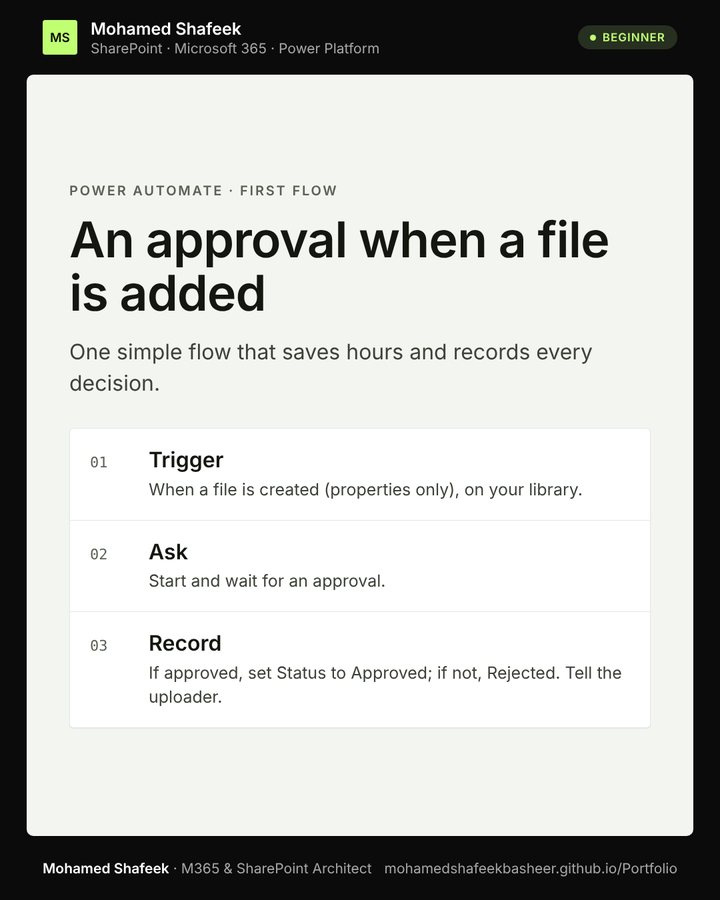 MS
Mohamed Shafeek
SharePoint · Microsoft 365 · Power Platform
BEGINNER
POWER AUTOMATE · FIRST FLOW
An approval when a file
is added
One simple flow that saves hours and records every
decision.
01
Trigger
When a file is created (properties only), on your library.
02
Ask
Start and wait for an approval.
03
Record
If approved, set Status to Approved; if not, Rejected. Tell the
uploader.
Mohamed Shafeek · M365 & SharePoint Architect
mohamedshafeekbasheer.github.io/Portfolio